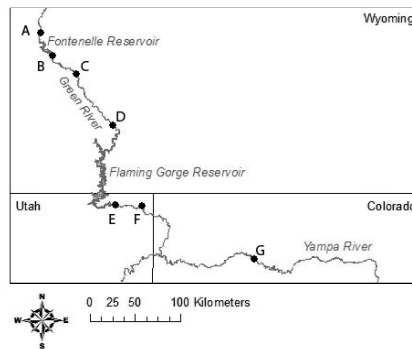 Wyoming
A
Fontenelle Reservoir
B
C
Green River
D
Flaming Gorge Reservoir
Utah
Colorado
E
F
G
Yampa River
N
W
E
S
0 25 50 100 Kilometers